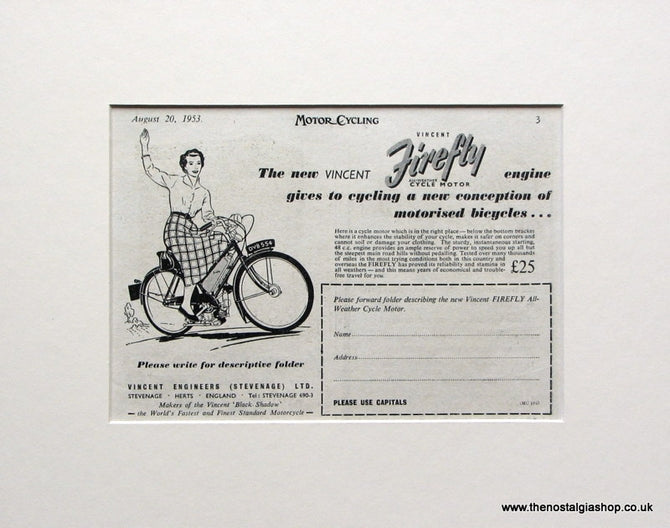 August 20, 1953.
MOTOR CYCLING
3
VINCENT
The new VINCENT Firefly engine
ALL-WEATHER
CYCLE MOTOR
gives to cycling a new conception of
motorised bicycles . . .
OVB 554
Here is a cycle motor which is in the right place — below the bottom bracket
where it enhances the stability of your cycle, makes it safer on corners and
cannot soil or damage your clothing. The sturdy, instantaneous starting,
48 c.c. engine provides an ample reserve of power to speed you up all but
the steepest main road hills without pedalling. Tested over many thousands
of miles in the most trying conditions both in this country and
overseas the FIREFLY has proved its reliability and stamina in
all weathers — and this means years of economical and trouble-
free travel for you.
£25
Please forward folder describing the new Vincent FIREFLY All-
Weather Cycle Motor.
Name
Address
PLEASE USE CAPITALS
Please write for descriptive folder
VINCENT ENGINEERS (STEVENAGE) LTD.
STEVENAGE · HERTS · ENGLAND · Tel: STEVENAGE 690-3
Makers of the Vincent 'Black Shadow'
— the World's Fastest and Finest Standard Motorcycle —
www.thenostalgiashop.co.uk